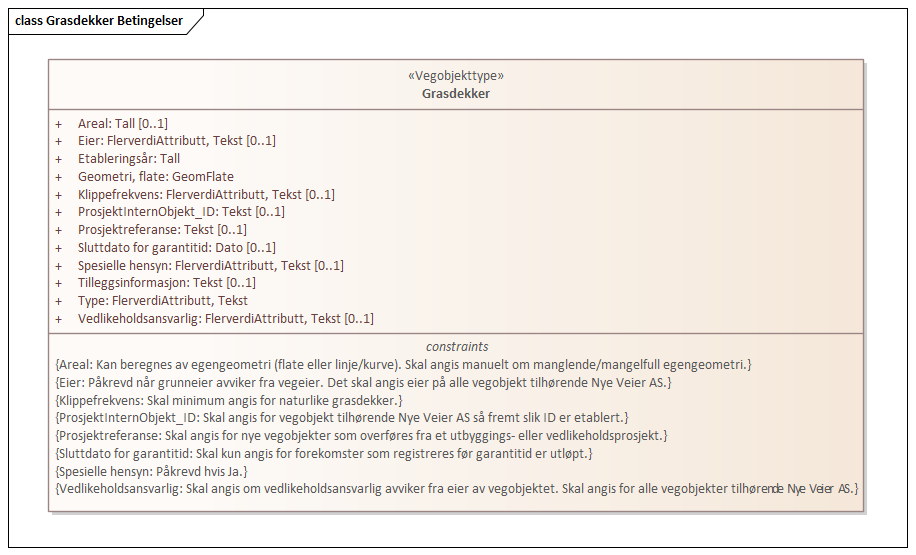 class Grasdekker Betingelser
«Vegobjekttype»
Grasdekker
+ Areal: Tall [0..1]
+ Eier: FlerverdiAttributt, Tekst [0..1]
+ Etableringsår: Tall
+ Geometri, flate: GeomFlate
+ Klippefrekvens: FlerverdiAttributt, Tekst [0..1]
+ ProsjektInternObjekt_ID: Tekst [0..1]
+ Prosjektreferanse: Tekst [0..1]
+ Sluttdato for garantitid: Dato [0..1]
+ Spesielle hensyn: FlerverdiAttributt, Tekst [0..1]
+ Tilleggsinformasjon: Tekst [0..1]
+ Type: FlerverdiAttributt, Tekst
+ Vedlikeholdsansvarlig: FlerverdiAttributt, Tekst [0..1]
constraints
{Areal: Kan beregnes av egengeometri (flate eller linje/kurve). Skal angis manuelt om manglende/mangelfull egengeometri.}
{Eier: Påkrevd når grunneier avviker fra vegeier. Det skal angis eier på alle vegobjekt tilhørende Nye Veier AS.}
{Klippefrekvens: Skal minimum angis for naturlike grasdekker.}
{ProsjektInternObjekt_ID: Skal angis for vegobjekt tilhørende Nye Veier AS så fremt slik ID er etablert.}
{Prosjektreferanse: Skal angis for nye vegobjekter som overføres fra et utbyggings- eller vedlikeholdsprosjekt.}
{Sluttdato for garantitid: Skal kun angis for forekomster som registreres før garantitid er utløpt.}
{Spesielle hensyn: Påkrevd hvis Ja.}
{Vedlikeholdsansvarlig: Skal angis om vedlikeholdsansvarlig avviker fra eier av vegobjektet. Skal angis for alle vegobjekter tilhørende Nye Veier AS.}